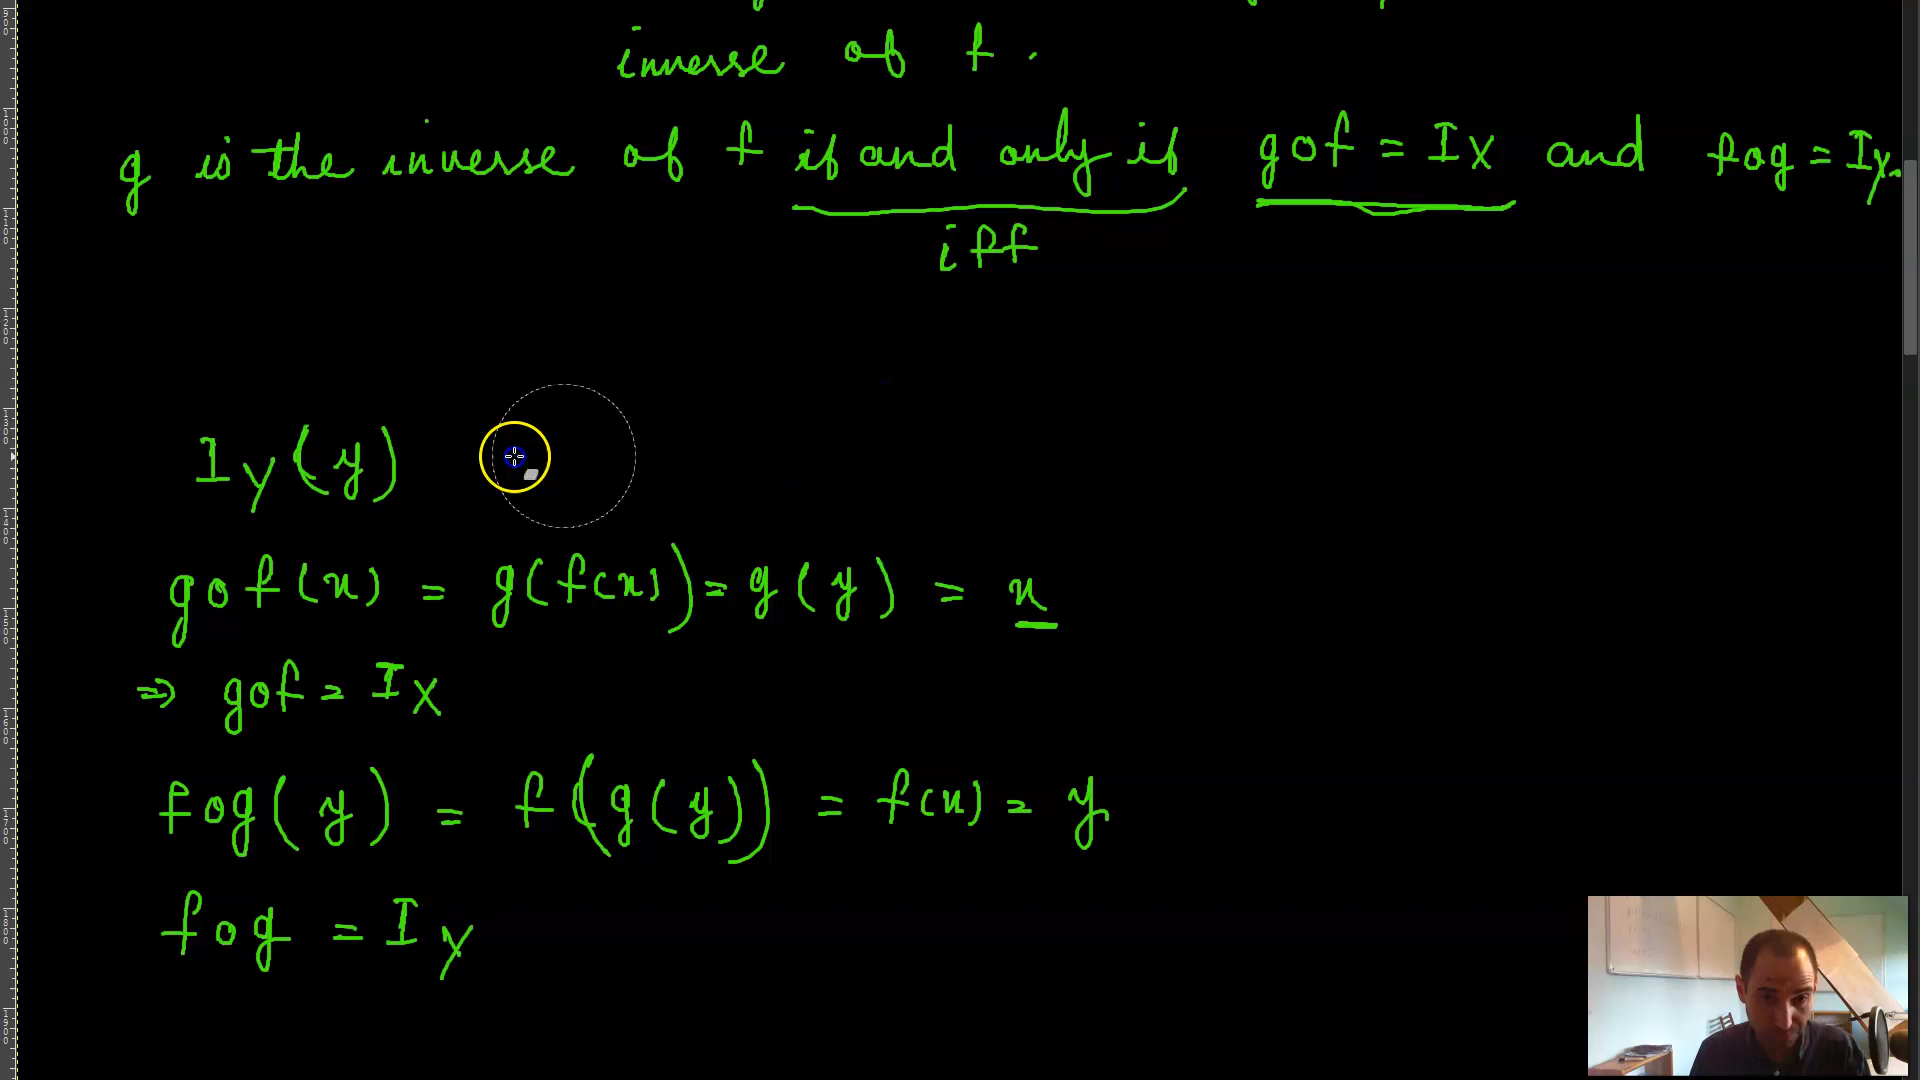 inverse of f.
g is the inverse of f if and only if gof = IX and fog = IY.
iff
IY(y)
gof(x) = g(f(x)) = g(y) = x
⇒ gof = IX
fog(y) = f(g(y)) = f(x) = y
fog = IY